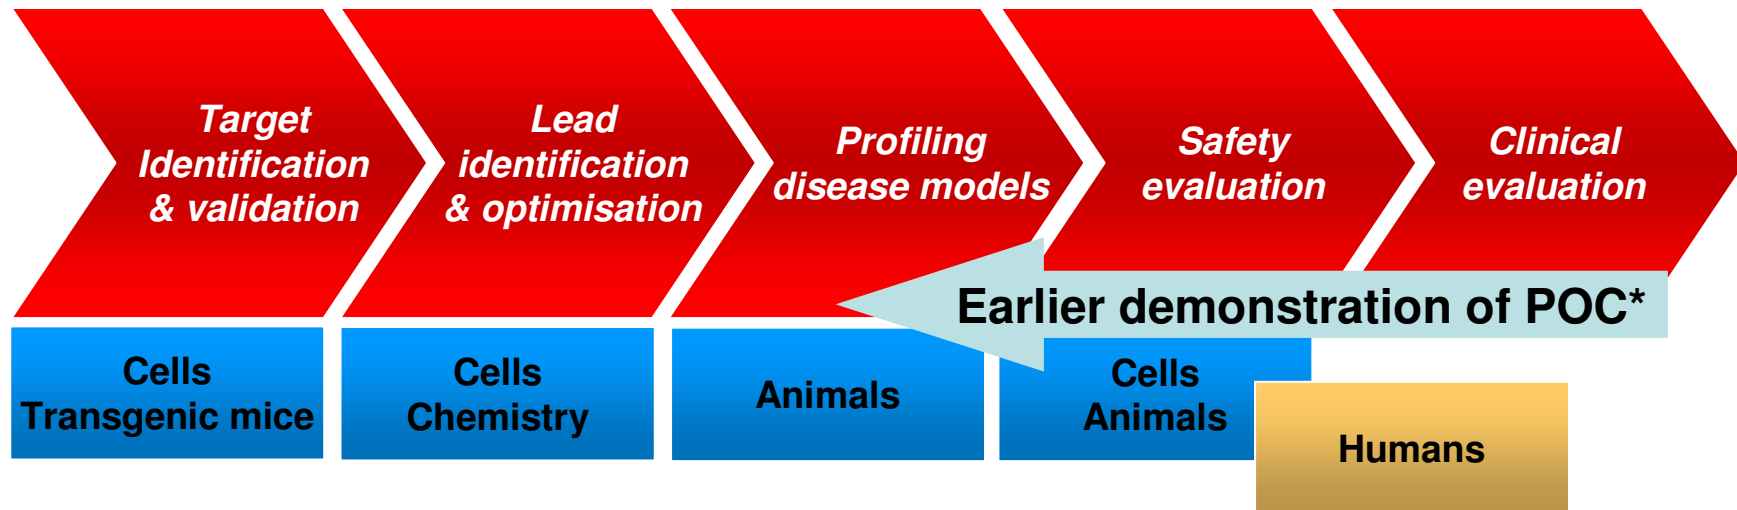 Target
Identification
& validation
Lead
identification
& optimisation
Profiling
disease models
Safety
evaluation
Clinical
evaluation
Earlier demonstration of POC*
Cells
Transgenic mice
Cells
Chemistry
Animals
Cells
Animals
Humans